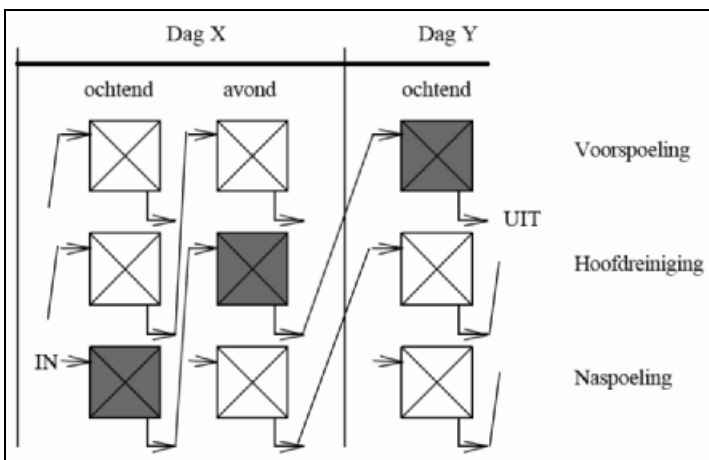 Dag X
Dag Y
ochtend
avond
ochtend
Voorspoeling
UIT
Hoofdreiniging
IN
Naspoeling